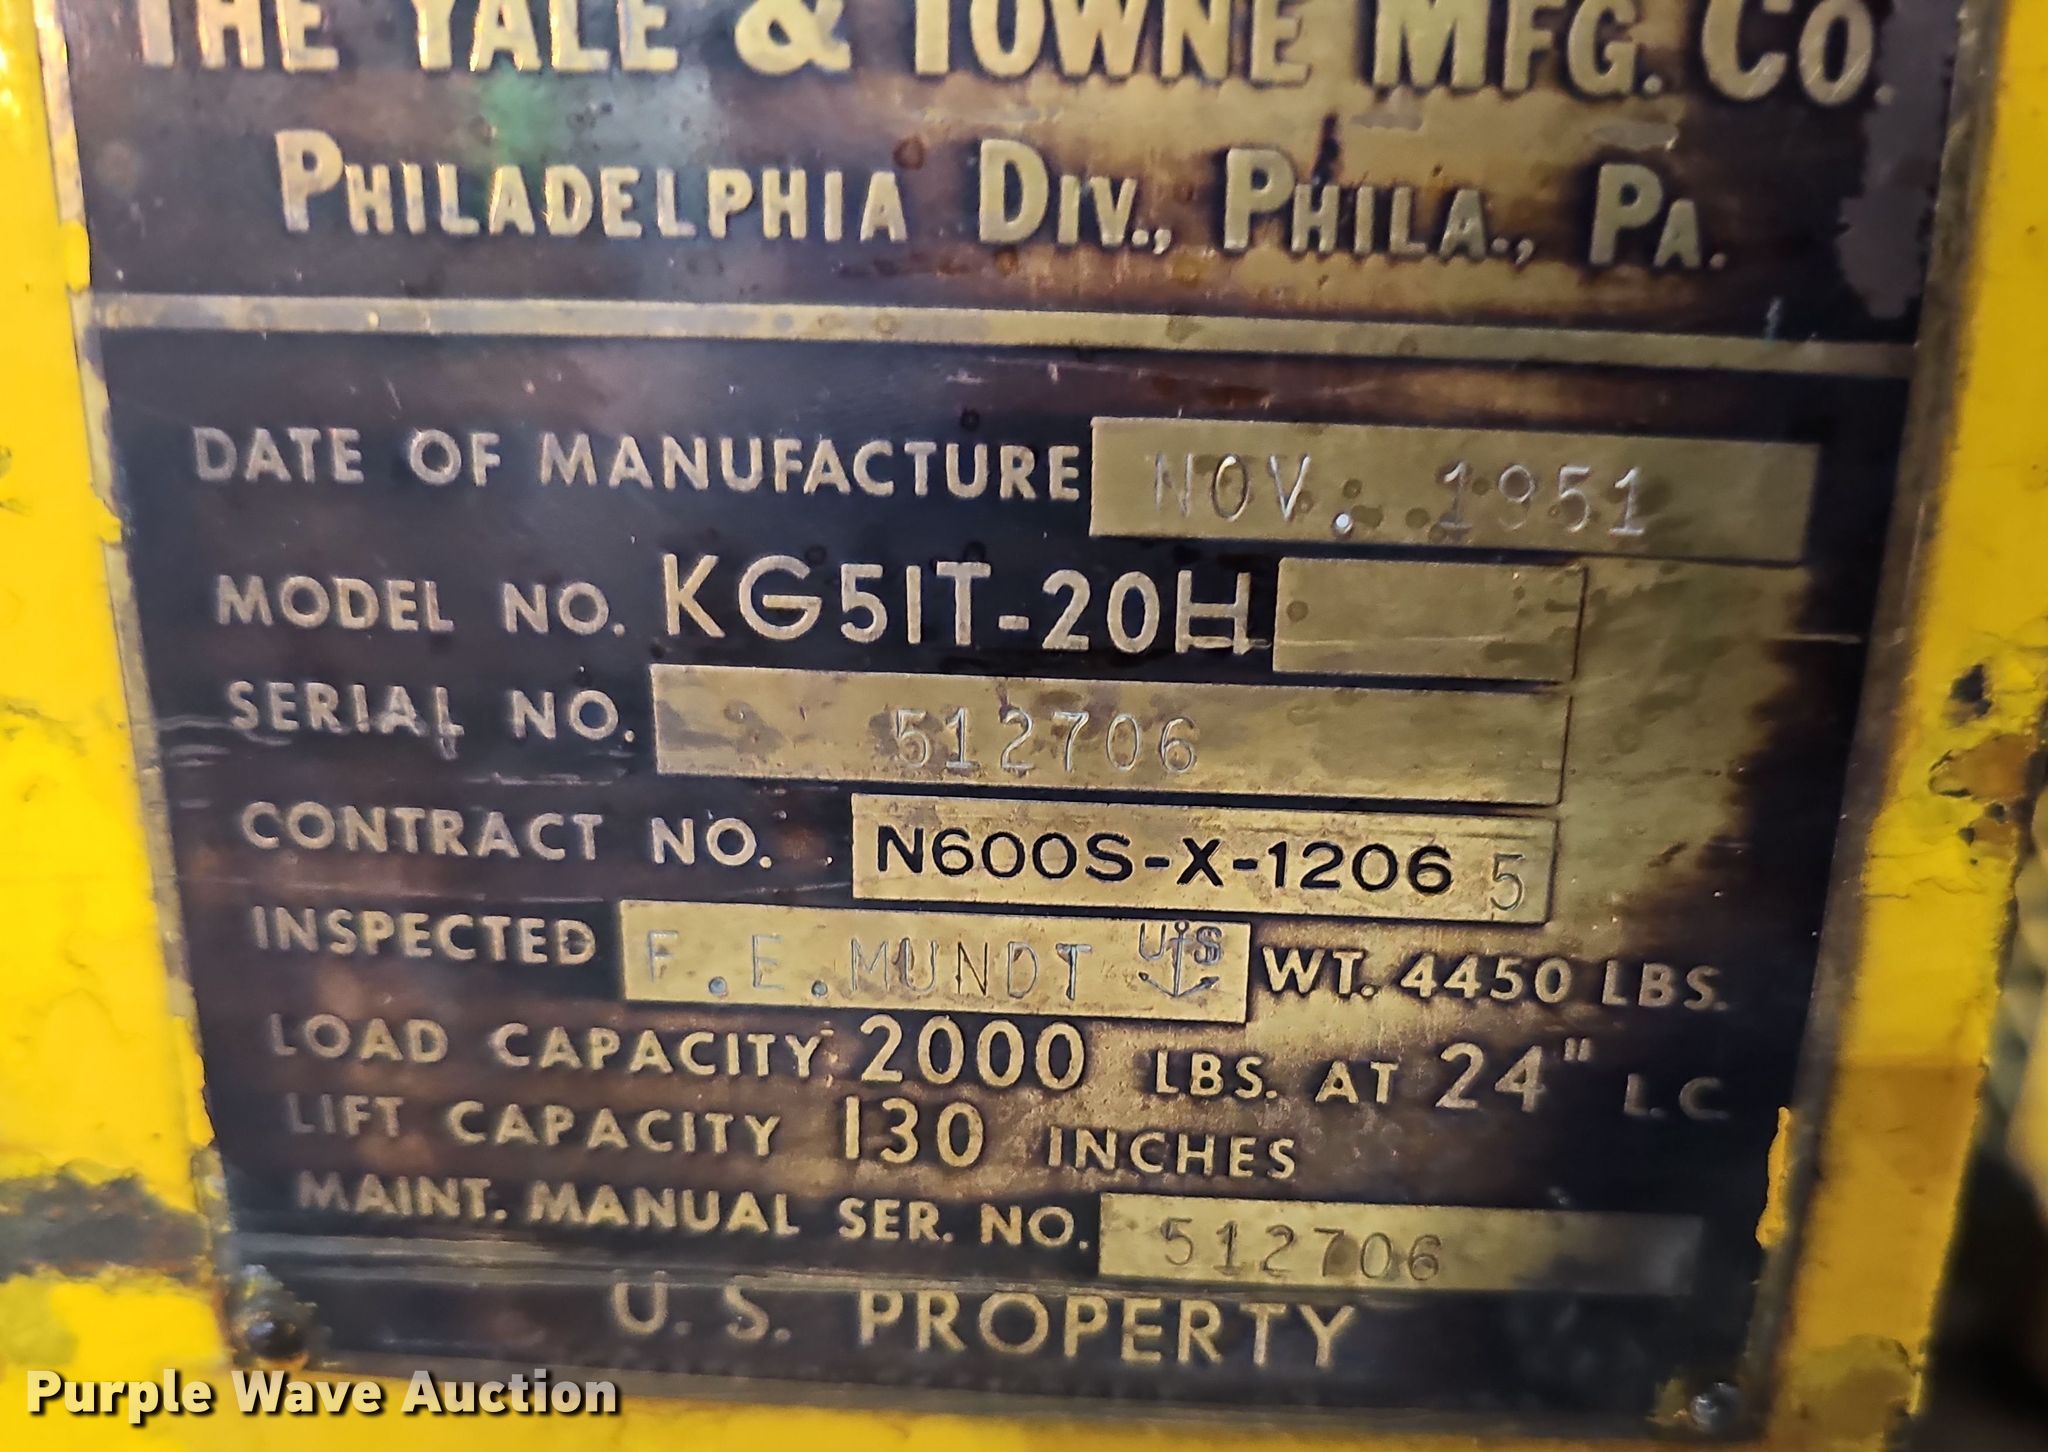 THE YALE & TOWNE MFG. CO.
PHILADELPHIA DIV., PHILA., PA.
DATE OF MANUFACTURE NOV. 1951
MODEL NO. KG51T-20H
SERIAL NO. 512706
CONTRACT NO. N600S-X-1206 5
INSPECTED F.E.MUNDT US WT. 4450 LBS.
LOAD CAPACITY 2000 LBS. AT 24" L.C
LIFT CAPACITY 130 INCHES
MAINT. MANUAL SER. NO. 512706
U. S. PROPERTY
Purple Wave Auction